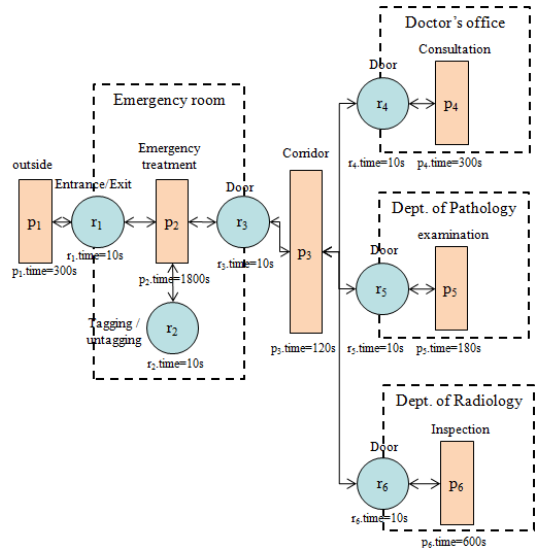 Doctor's office
Consultation
Door
r4
p4
r4.time=10s
p4.time=300s
Emergency room
Emergency
treatment
outside
Entrance/Exit
Door
Corridor
p1
r1
p2
r3
p3
r1.time=10s
p1.time=300s
r3.time=10s
p2.time=1800s
Tagging /
untagging
r2
r2.time=10s
p3.time=120s
Dept. of Pathology
examination
Door
r5
p5
r5.time=10s
p5.time=180s
Dept. of Radiology
Inspection
Door
r6
p6
r6.time=10s
p6.time=600s